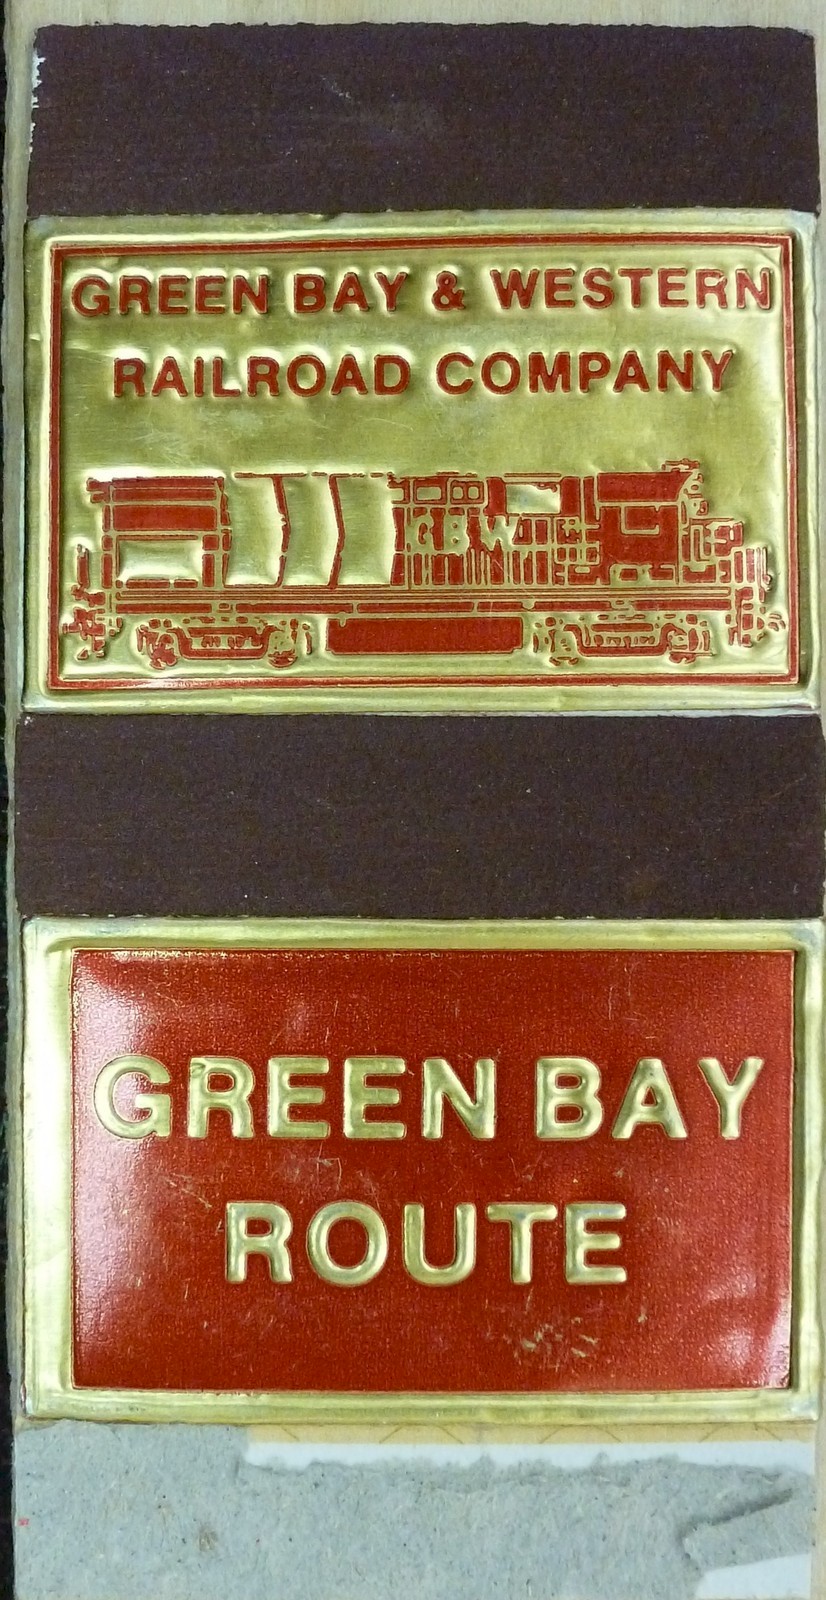 GREEN BAY & WESTERN
RAILROAD COMPANY
GBW
GREEN BAY
ROUTE